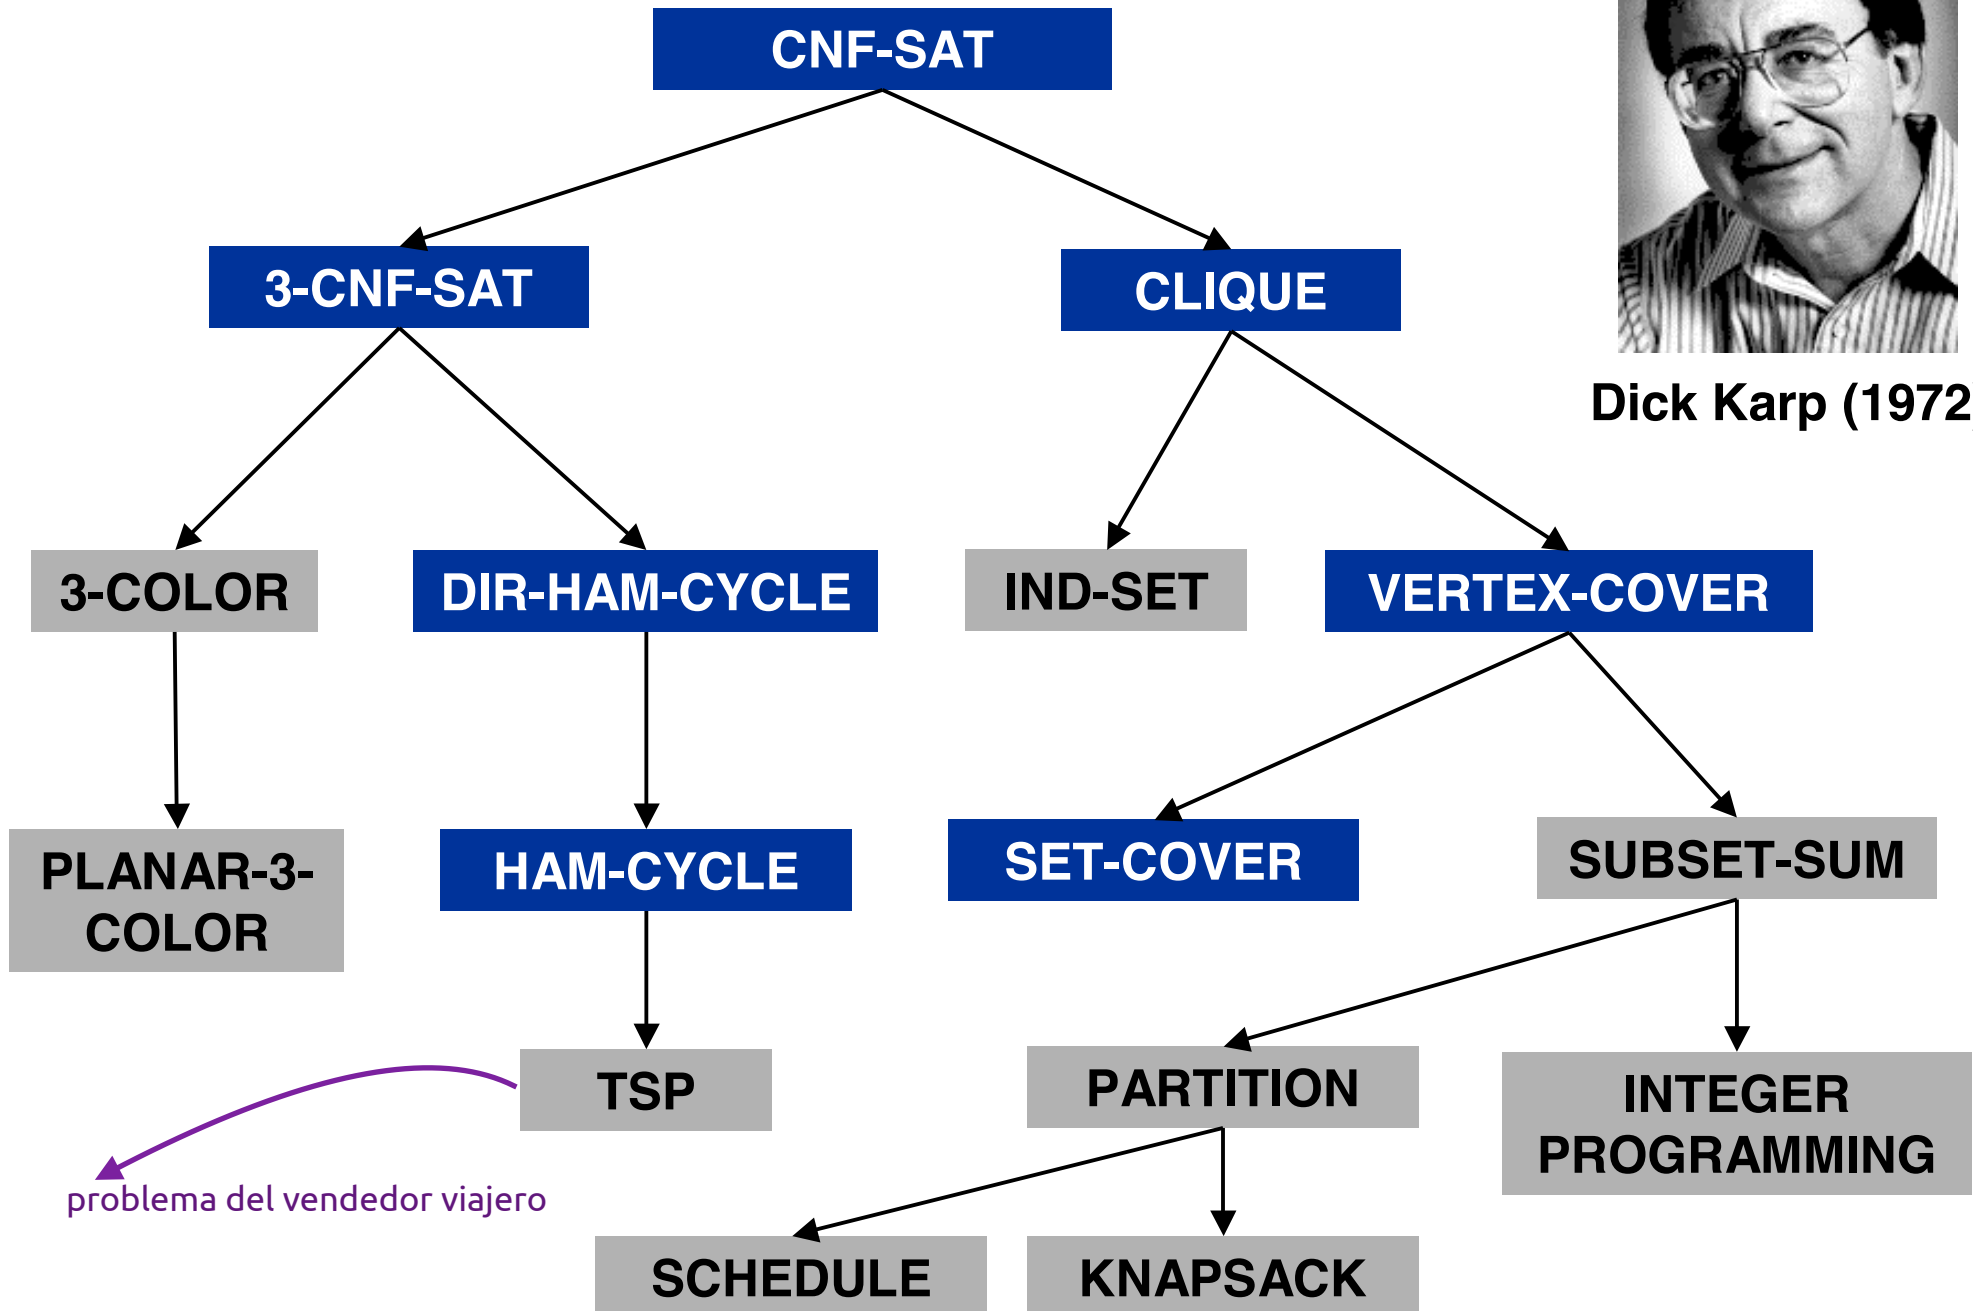 CNF-SAT
3-CNF-SAT
CLIQUE
Dick Karp (1972
3-COLOR
DIR-HAM-CYCLE
IND-SET
VERTEX-COVER
PLANAR-3-
COLOR
HAM-CYCLE
SET-COVER
SUBSET-SUM
TSP
PARTITION
INTEGER
PROGRAMMING
problema del vendedor viajero
SCHEDULE
KNAPSACK